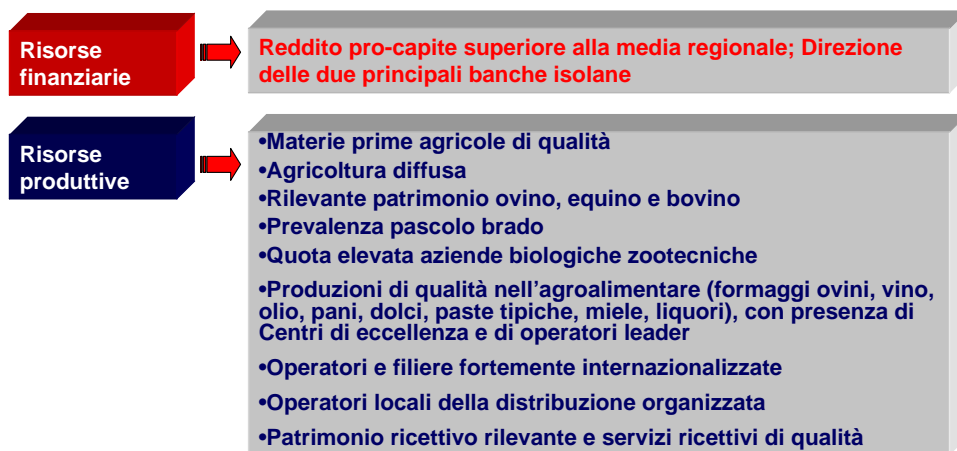 Risorse
finanziarie
Reddito pro-capite superiore alla media regionale; Direzione
delle due principali banche isolane
Risorse
produttive
•Materie prime agricole di qualità
•Agricoltura diffusa
•Rilevante patrimonio ovino, equino e bovino
•Prevalenza pascolo brado
•Quota elevata aziende biologiche zootecniche
•Produzioni di qualità nell'agroalimentare (formaggi ovini, vino,
olio, pani, dolci, paste tipiche, miele, liquori), con presenza di
Centri di eccellenza e di operatori leader
•Operatori e filiere fortemente internazionalizzate
•Operatori locali della distribuzione organizzata
•Patrimonio ricettivo rilevante e servizi ricettivi di qualità